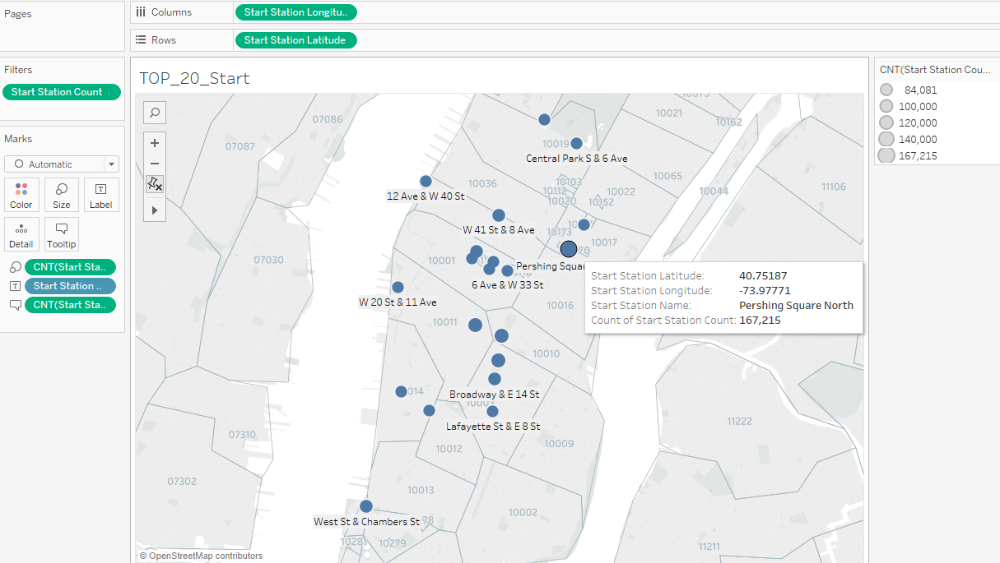 Pages
Columns
Start Station Longitu..
Rows
Start Station Latitude
Filters
Start Station Count
Marks
Automatic
Color
Size
Label
Detail
Tooltip
CNT(Start Sta..
Start Station ..
CNT(Start Sta..
TOP_20_Start
CNT(Start Station Cou...
84,081
100,000
120,000
140,000
167,215
07086
10021
10162
07087
10019
Central Park S & 6 Ave
10065
10103
10036
10112
10022
10044
11106
12 Ave & W 40 St
10020
10152
W 41 St & 8 Ave
10173
10017
07030
10001
Pershing Squar
6 Ave & W 33 St
Start Station Latitude: 40.75187
Start Station Longitude: -73.97771
Start Station Name: Pershing Square North
Count of Start Station Count: 167,215
W 20 St & 11 Ave
10016
10011
10010
Broadway & E 14 St
Lafayette St & E 8 St
11222
07310
10012
10009
07302
10013
10002
West St & Chambers St
10281
10279
11211
© OpenStreetMap contributors